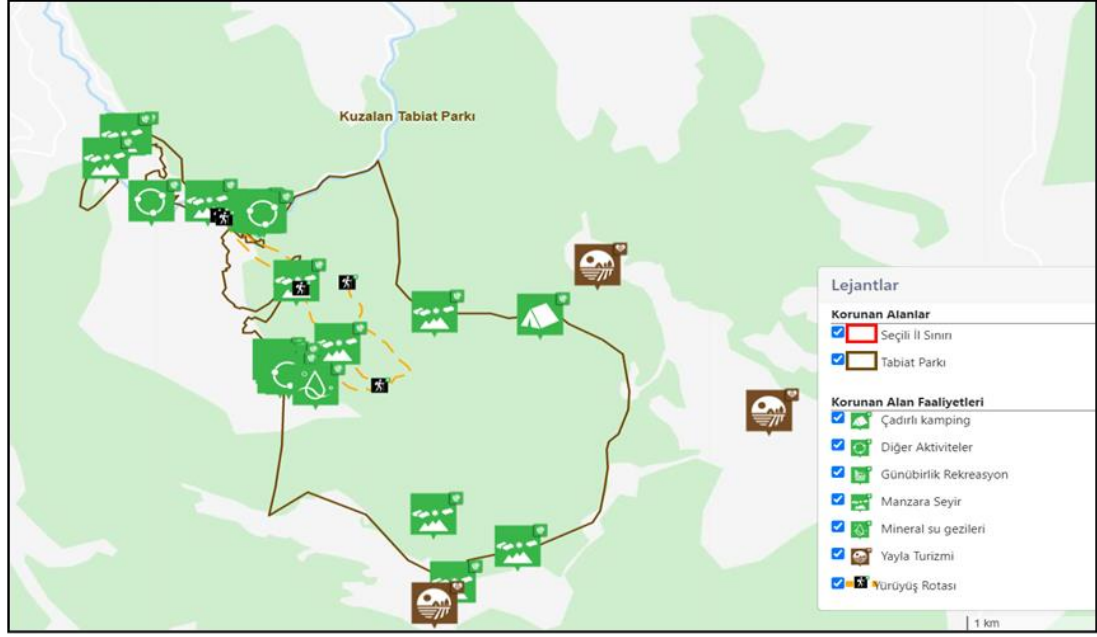 Kuzalan Tabiat Parkı
Lejantlar
Korunan Alanlar
Seçili İl Sınırı
Tabiat Parkı
Korunan Alan Faaliyetleri
Çadırlı kamping
Diğer Aktiviteler
Günübirlik Rekreasyon
Manzara Seyir
Mineral su gezileri
Yayla Turizmi
Yürüyüş Rotası
1 km